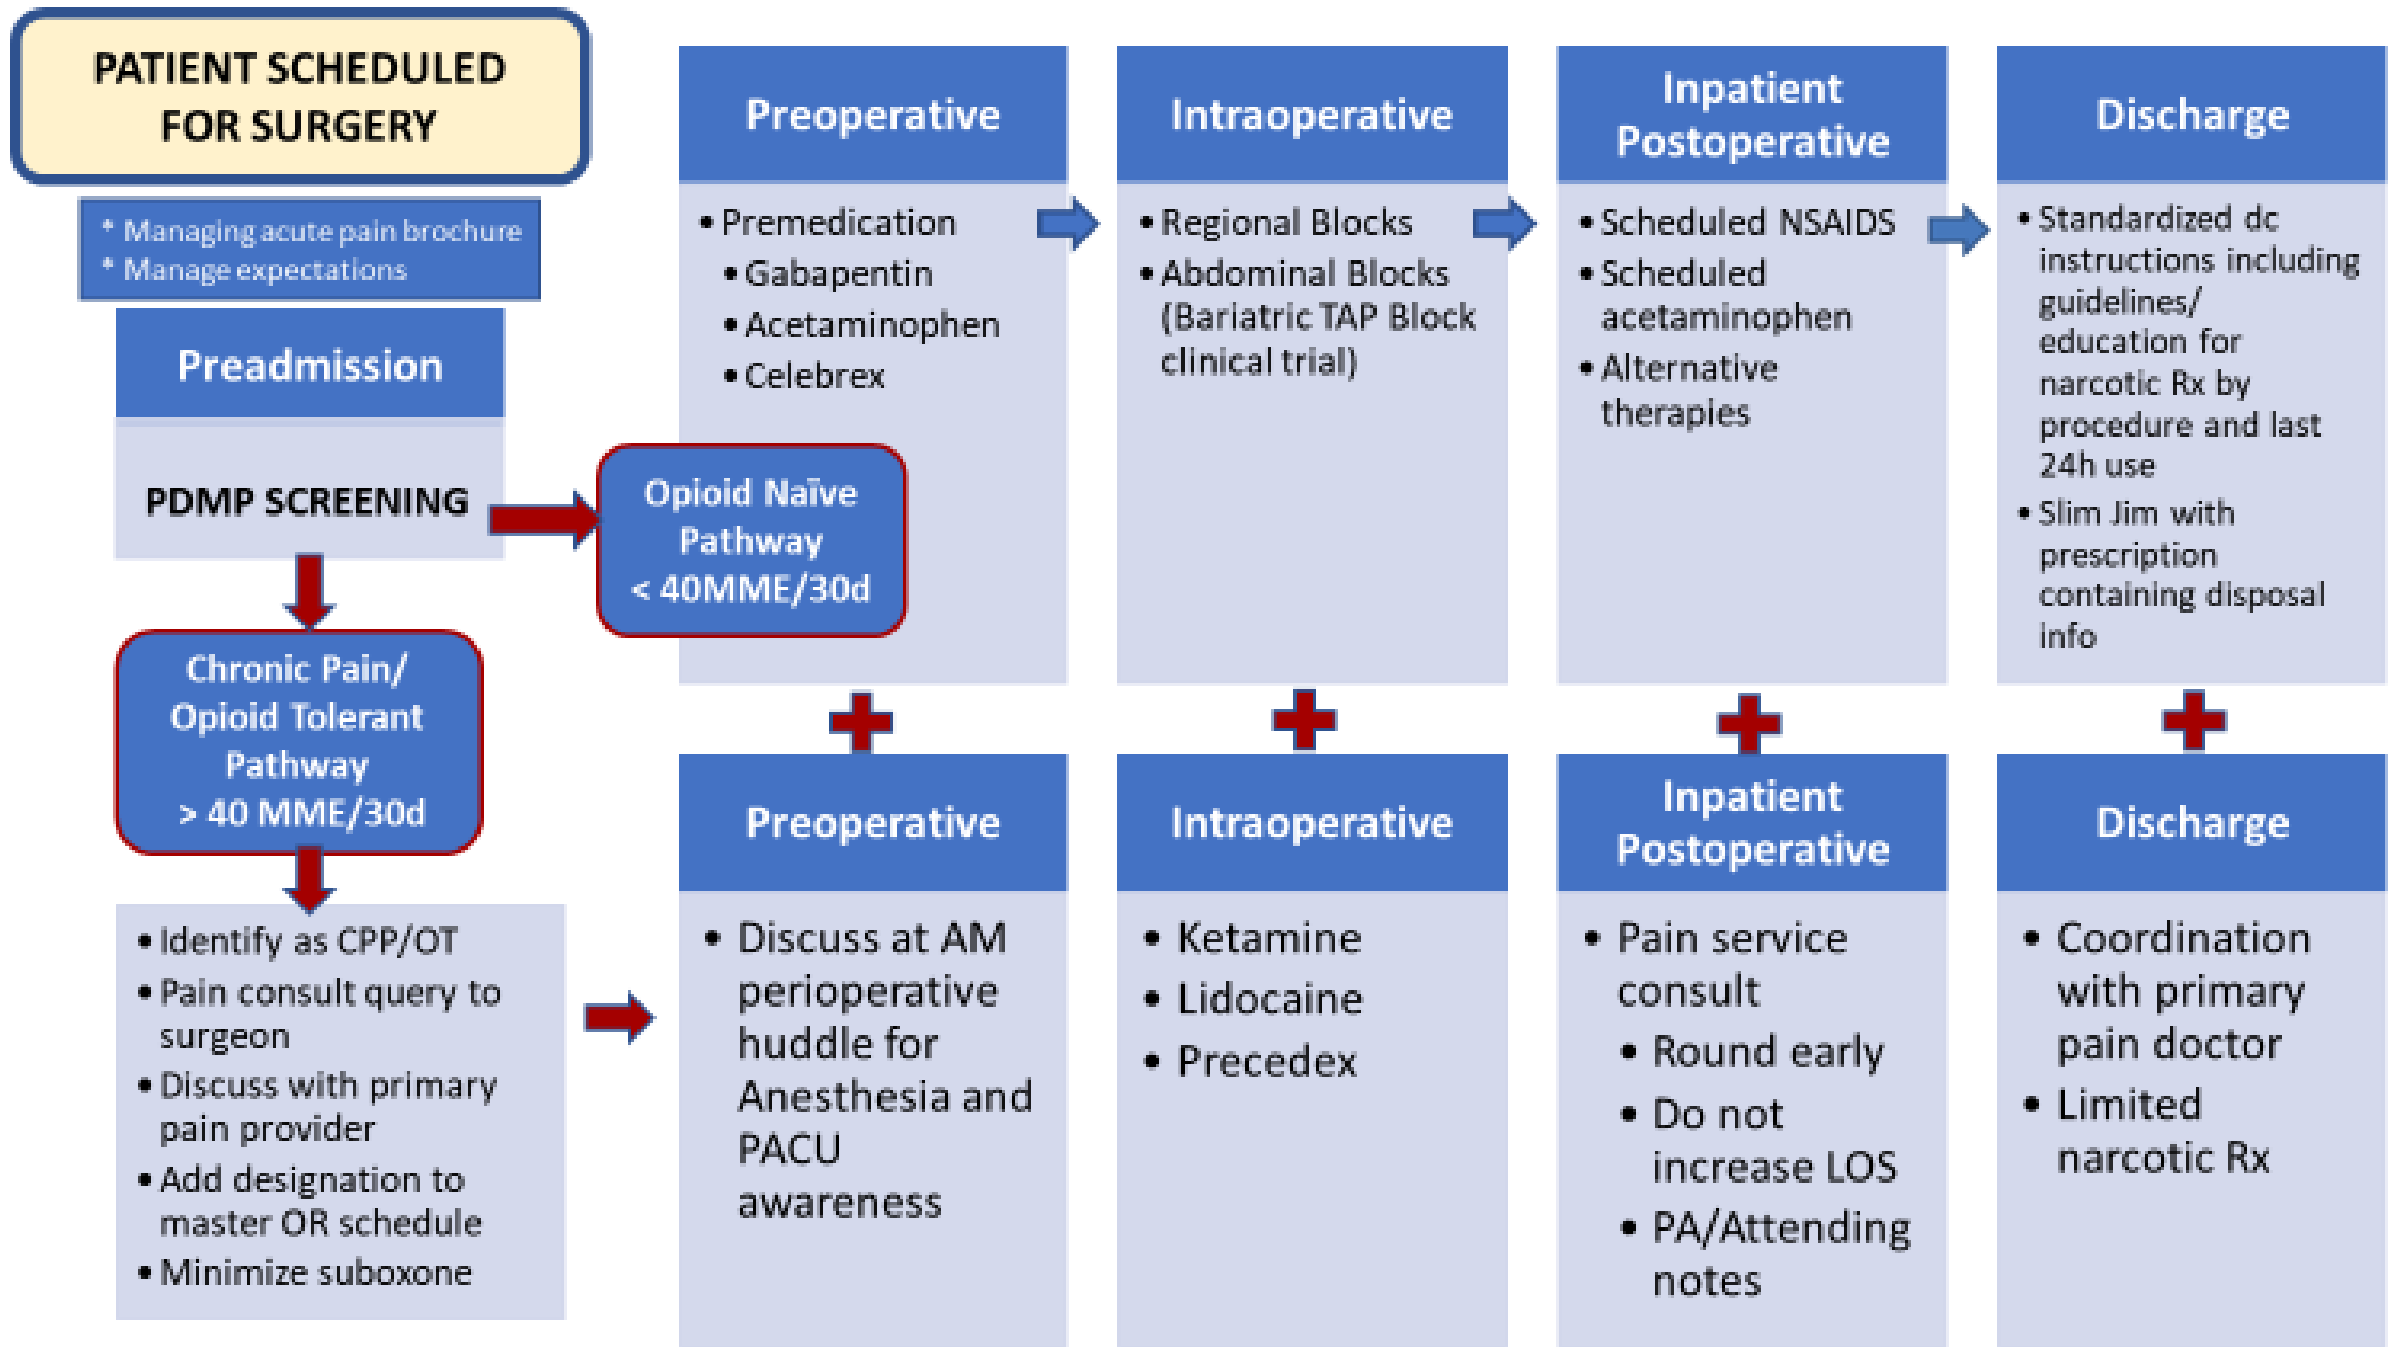 PATIENT SCHEDULED
FOR SURGERY
* Managing acute pain brochure
* Manage expectations
Preadmission
PDMP SCREENING
Opioid Naïve
Pathway
< 40MME/30d
Chronic Pain/
Opioid Tolerant
Pathway
> 40 MME/30d
• Identify as CPP/OT
• Pain consult query to
surgeon
• Discuss with primary
pain provider
• Add designation to
master OR schedule
• Minimize suboxone
Preoperative
• Premedication
• Gabapentin
• Acetaminophen
• Celebrex
Intraoperative
• Regional Blocks
• Abdominal Blocks
(Bariatric TAP Block
clinical trial)
Inpatient
Postoperative
• Scheduled NSAIDS
• Scheduled
acetaminophen
• Alternative
therapies
Discharge
• Standardized dc
instructions including
guidelines/
education for
narcotic Rx by
procedure and last
24h use
• Slim Jim with
prescription
containing disposal
info
Preoperative
• Discuss at AM
perioperative
huddle for
Anesthesia and
PACU
awareness
Intraoperative
• Ketamine
• Lidocaine
• Precedex
Inpatient
Postoperative
• Pain service
consult
• Round early
• Do not
increase LOS
• PA/Attending
notes
Discharge
• Coordination
with primary
pain doctor
• Limited
narcotic Rx